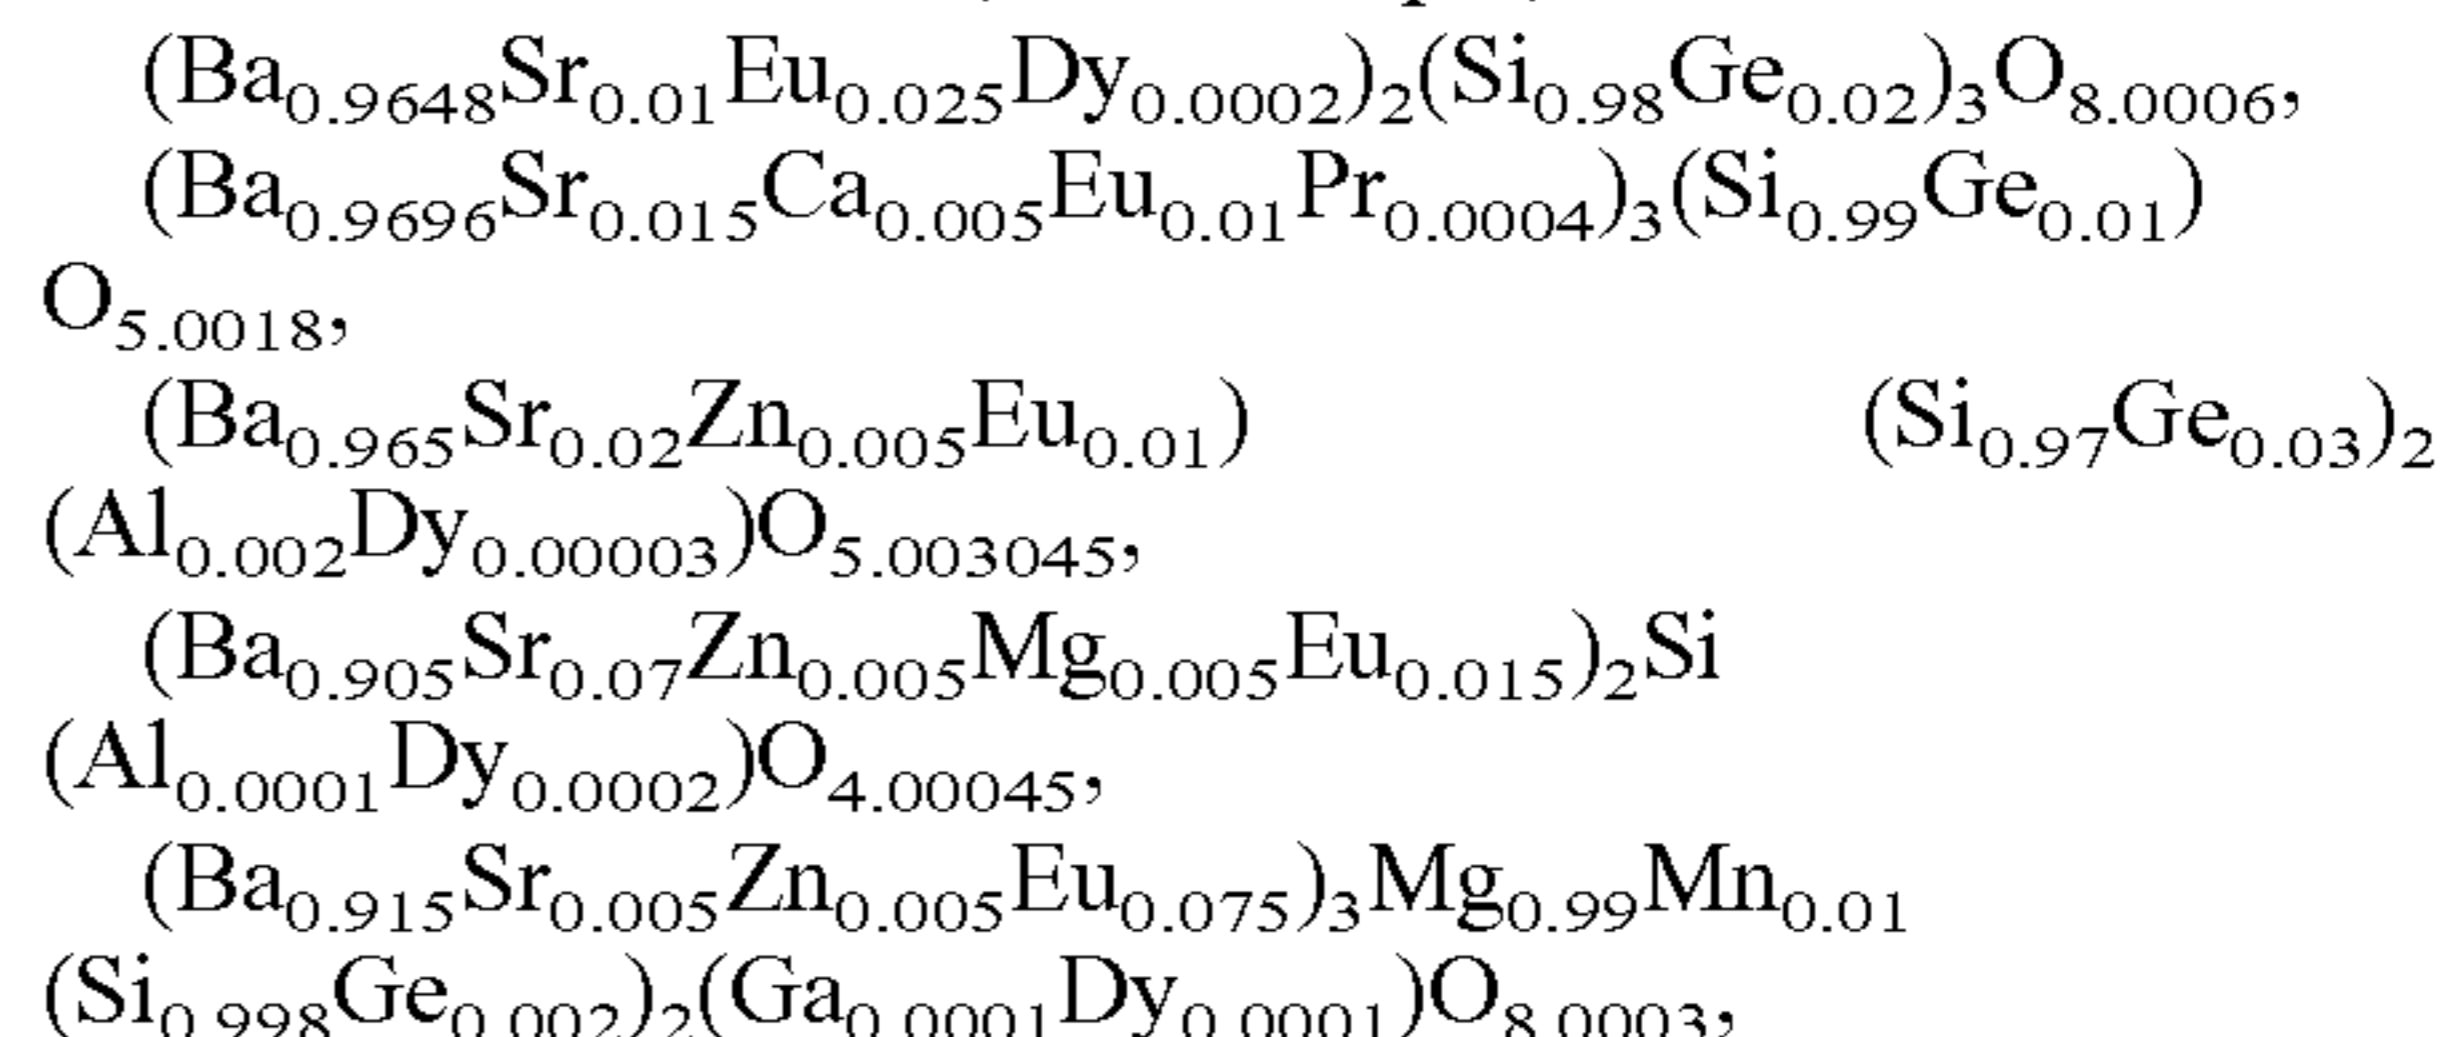 (Ba₀.₉₆₄₈Sr₀.₀₁Eu₀.₀₂₅Dy₀.₀₀₀₂)₂(Si₀.₉₈Ge₀.₀₂)₃O₈.₀₀₀₆,
(Ba₀.₉₆₉₆Sr₀.₀₁₅Ca₀.₀₀₅Eu₀.₀₁Pr₀.₀₀₀₄)₃(Si₀.₉₉Ge₀.₀₁)
O₅.₀₀₁₈,
(Ba₀.₉₆₅Sr₀.₀₂Zn₀.₀₀₅Eu₀.₀₁) (Si₀.₉₇Ge₀.₀₃)₂
(Al₀.₀₀₂Dy₀.₀₀₀₀₃)O₅.₀₀₃₀₄₅,
(Ba₀.₉₀₅Sr₀.₀₇Zn₀.₀₀₅Mg₀.₀₀₅Eu₀.₀₁₅)₂Si
(Al₀.₀₀₀₁Dy₀.₀₀₀₂)O₄.₀₀₀₄₅,
(Ba₀.₉₁₅Sr₀.₀₀₅Zn₀.₀₀₅Eu₀.₀₇₅)₃Mg₀.₉₉Mn₀.₀₁
(Si₀.₉₉₈Ge₀.₀₀₂)₂(Ga₀.₀₀₀₁Dy₀.₀₀₀₁)O₈.₀₀₀₃,